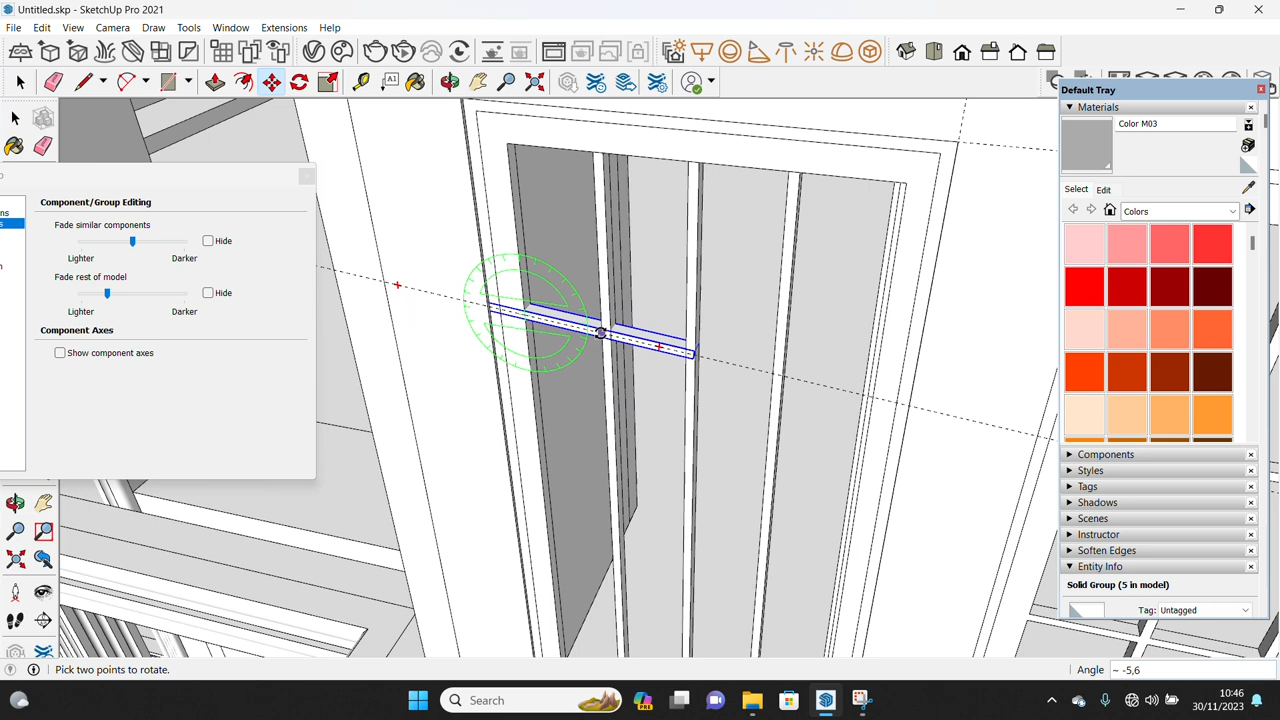 Untitled.skp - SketchUp Pro 2021
File Edit View Camera Draw Tools Window Extensions Help
Default Tray
Materials
Color M03
Select Edit
Colors
Component/Group Editing
Fade similar components
Hide
Lighter Darker
Fade rest of model
Hide
Lighter Darker
Component Axes
Show component axes
Components
Styles
Tags
Shadows
Scenes
Instructor
Soften Edges
Entity Info
Solid Group (5 in model)
Tag: Untagged
Pick two points to rotate.
Angle ~ -5,6
Search
PRE
10:46
30/11/2023